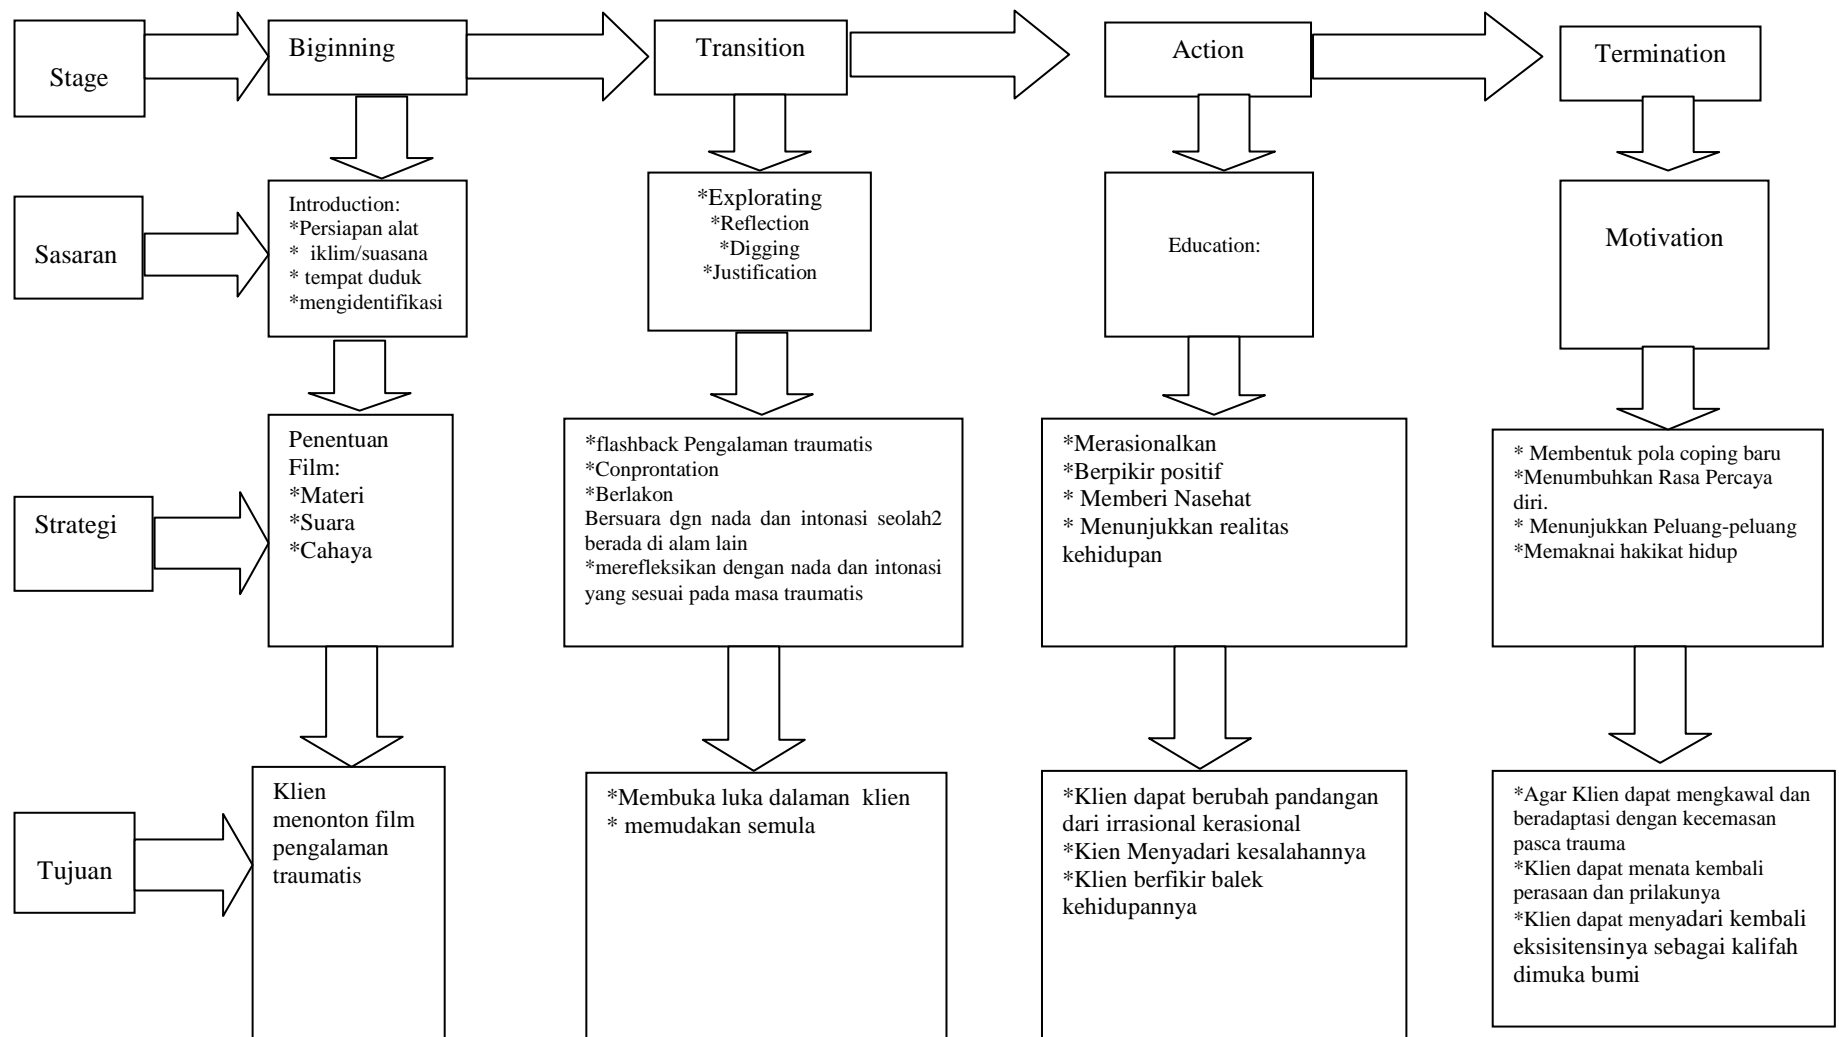 Stage
Biginning
Transition
Action
Termination
Sasaran
Introduction:
*Persiapan alat
* iklim/suasana
* tempat duduk
*mengidentifikasi
*Explorating
*Reflection
*Digging
*Justification
Education:
Motivation
Strategi
Penentuan
Film:
*Materi
*Suara
*Cahaya
*flashback Pengalaman traumatis
*Conprontation
*Berlakon
Bersuara dgn nada dan intonasi seolah2
berada di alam lain
*merefleksikan dengan nada dan intonasi
yang sesuai pada masa traumatis
*Merasionalkan
*Berpikir positif
* Memberi Nasehat
* Menunjukkan realitas
kehidupan
* Membentuk pola coping baru
*Menumbuhkan Rasa Percaya
diri.
* Menunjukkan Peluang-peluang
*Memaknai hakikat hidup
Tujuan
Klien
menonton film
pengalaman
traumatis
*Membuka luka dalaman klien
* memudakan semula
*Klien dapat berubah pandangan
dari irrasional kerasional
*Kien Menyadari kesalahannya
*Klien berfikir balek
kehidupannya
*Agar Klien dapat mengkawal dan
beradaptasi dengan kecemasan
pasca trauma
*Klien dapat menata kembali
perasaan dan prilakunya
*Klien dapat menyadari kembali
eksisitensinya sebagai kalifah
dimuka bumi